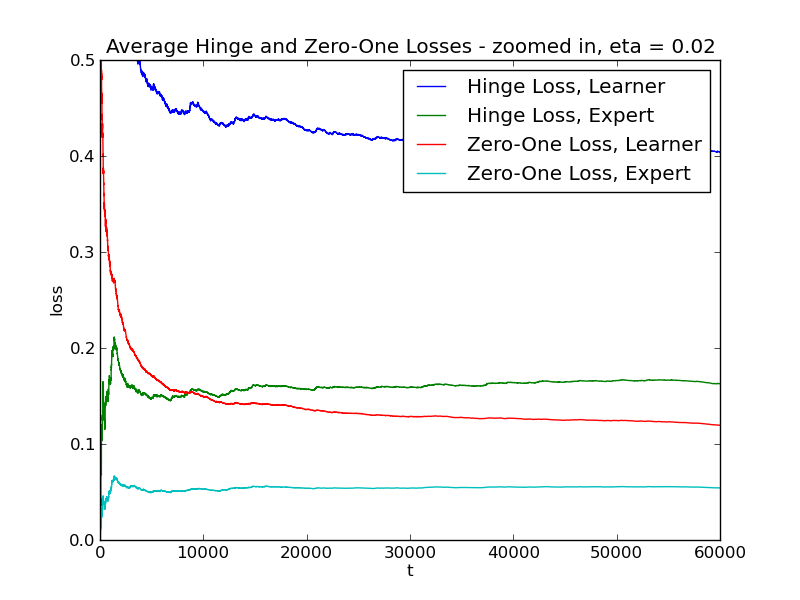 Average Hinge and Zero-One Losses - zoomed in, eta = 0.02
0.5
Hinge Loss, Learner
Hinge Loss, Expert
Zero-One Loss, Learner
Zero-One Loss, Expert
0.4
0.3
loss
0.2
0.1
0.0
0 10000 20000 30000 40000 50000 60000
t